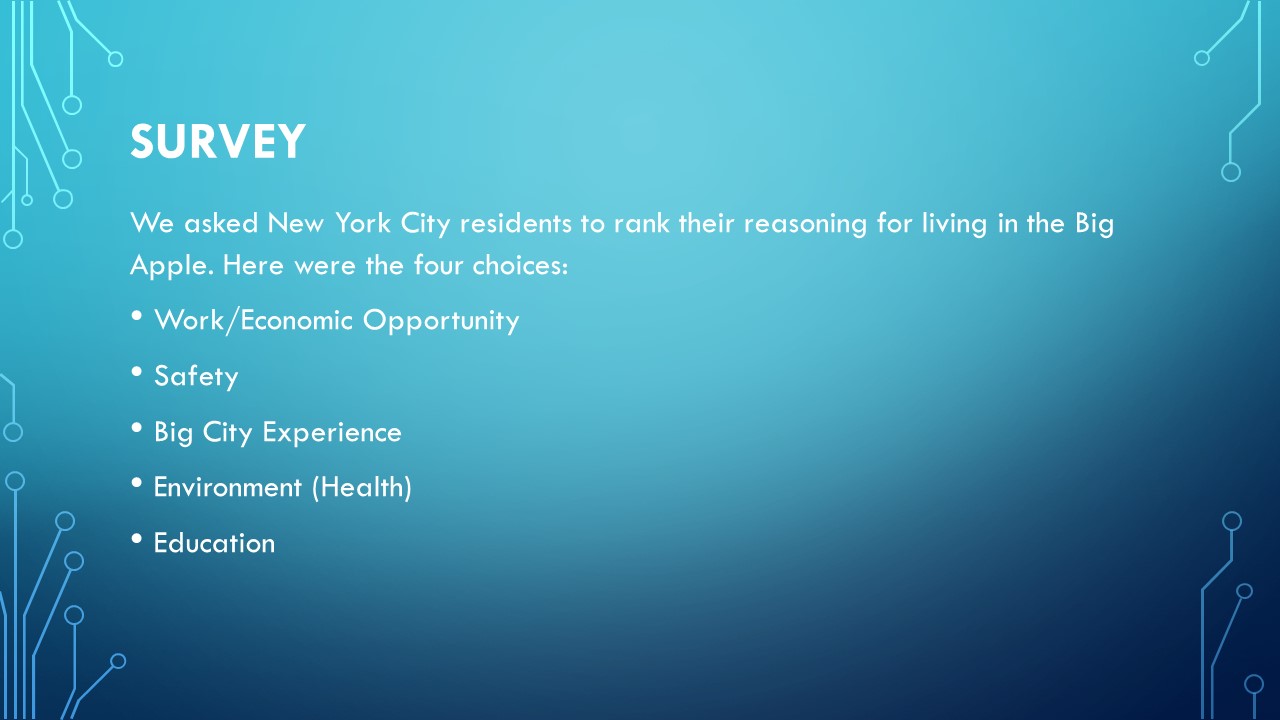 SURVEY
We asked New York City residents to rank their reasoning for living in the Big
Apple. Here were the four choices:
• Work/Economic Opportunity
• Safety
• Big City Experience
• Environment (Health)
• Education